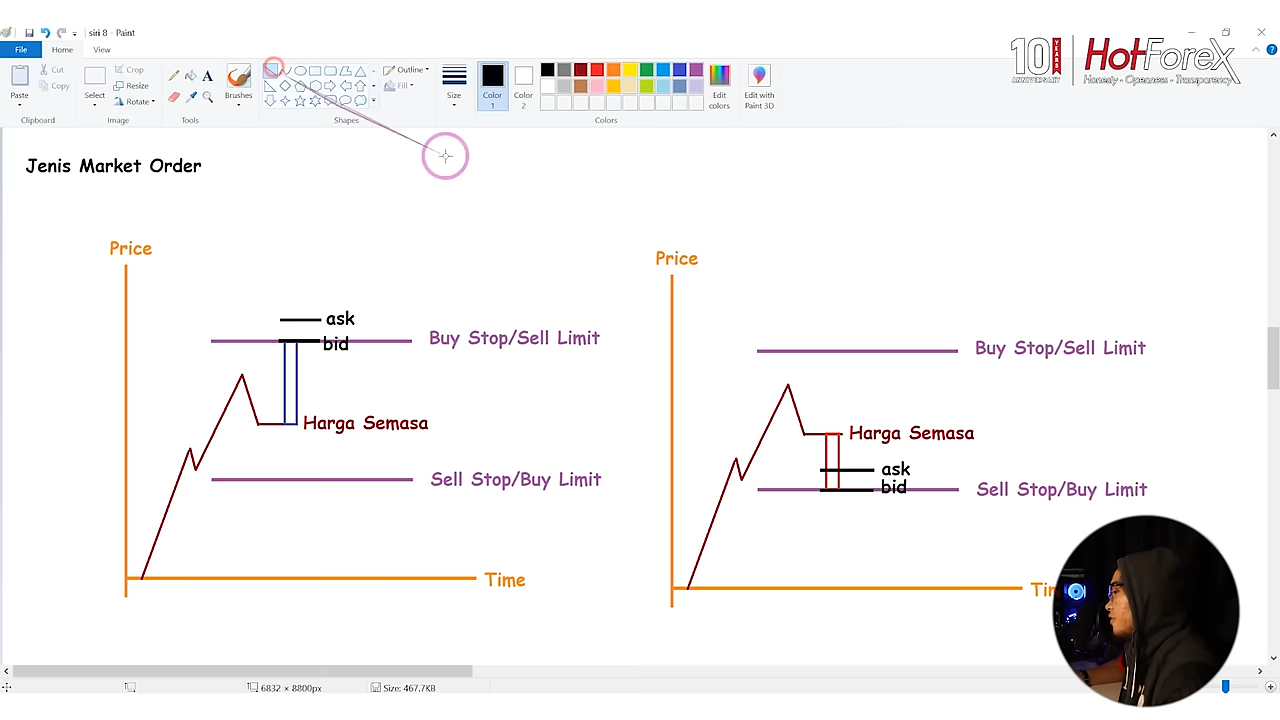 siri 8 - Paint
File
Home
View
Paste
Cut
Copy
Clipboard
Select
Crop
Resize
Rotate
Image
A
Tools
Brushes
Shapes
Outline
Fill
Size
Color
1
Color
2
Edit
colors
Colors
Edit with
Paint 3D
10 YEARS
ANNIVERSARY
HotForex
Honesty - Openness - Transparency
Jenis Market Order
Price
ask
bid
Buy Stop/Sell Limit
Harga Semasa
Sell Stop/Buy Limit
Time
Price
Buy Stop/Sell Limit
Harga Semasa
ask
bid
Sell Stop/Buy Limit
6832 × 8800px
Size: 467.7KB